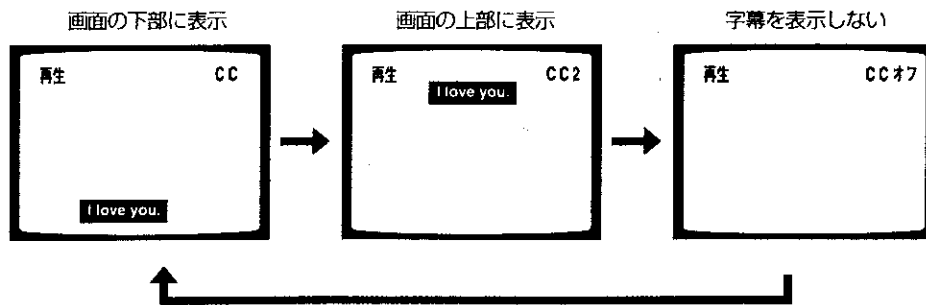 画面の下部に表示
再生 CC
I love you.
画面の上部に表示
再生 CC2
I love you.
字幕を表示しない
再生 CCオフ